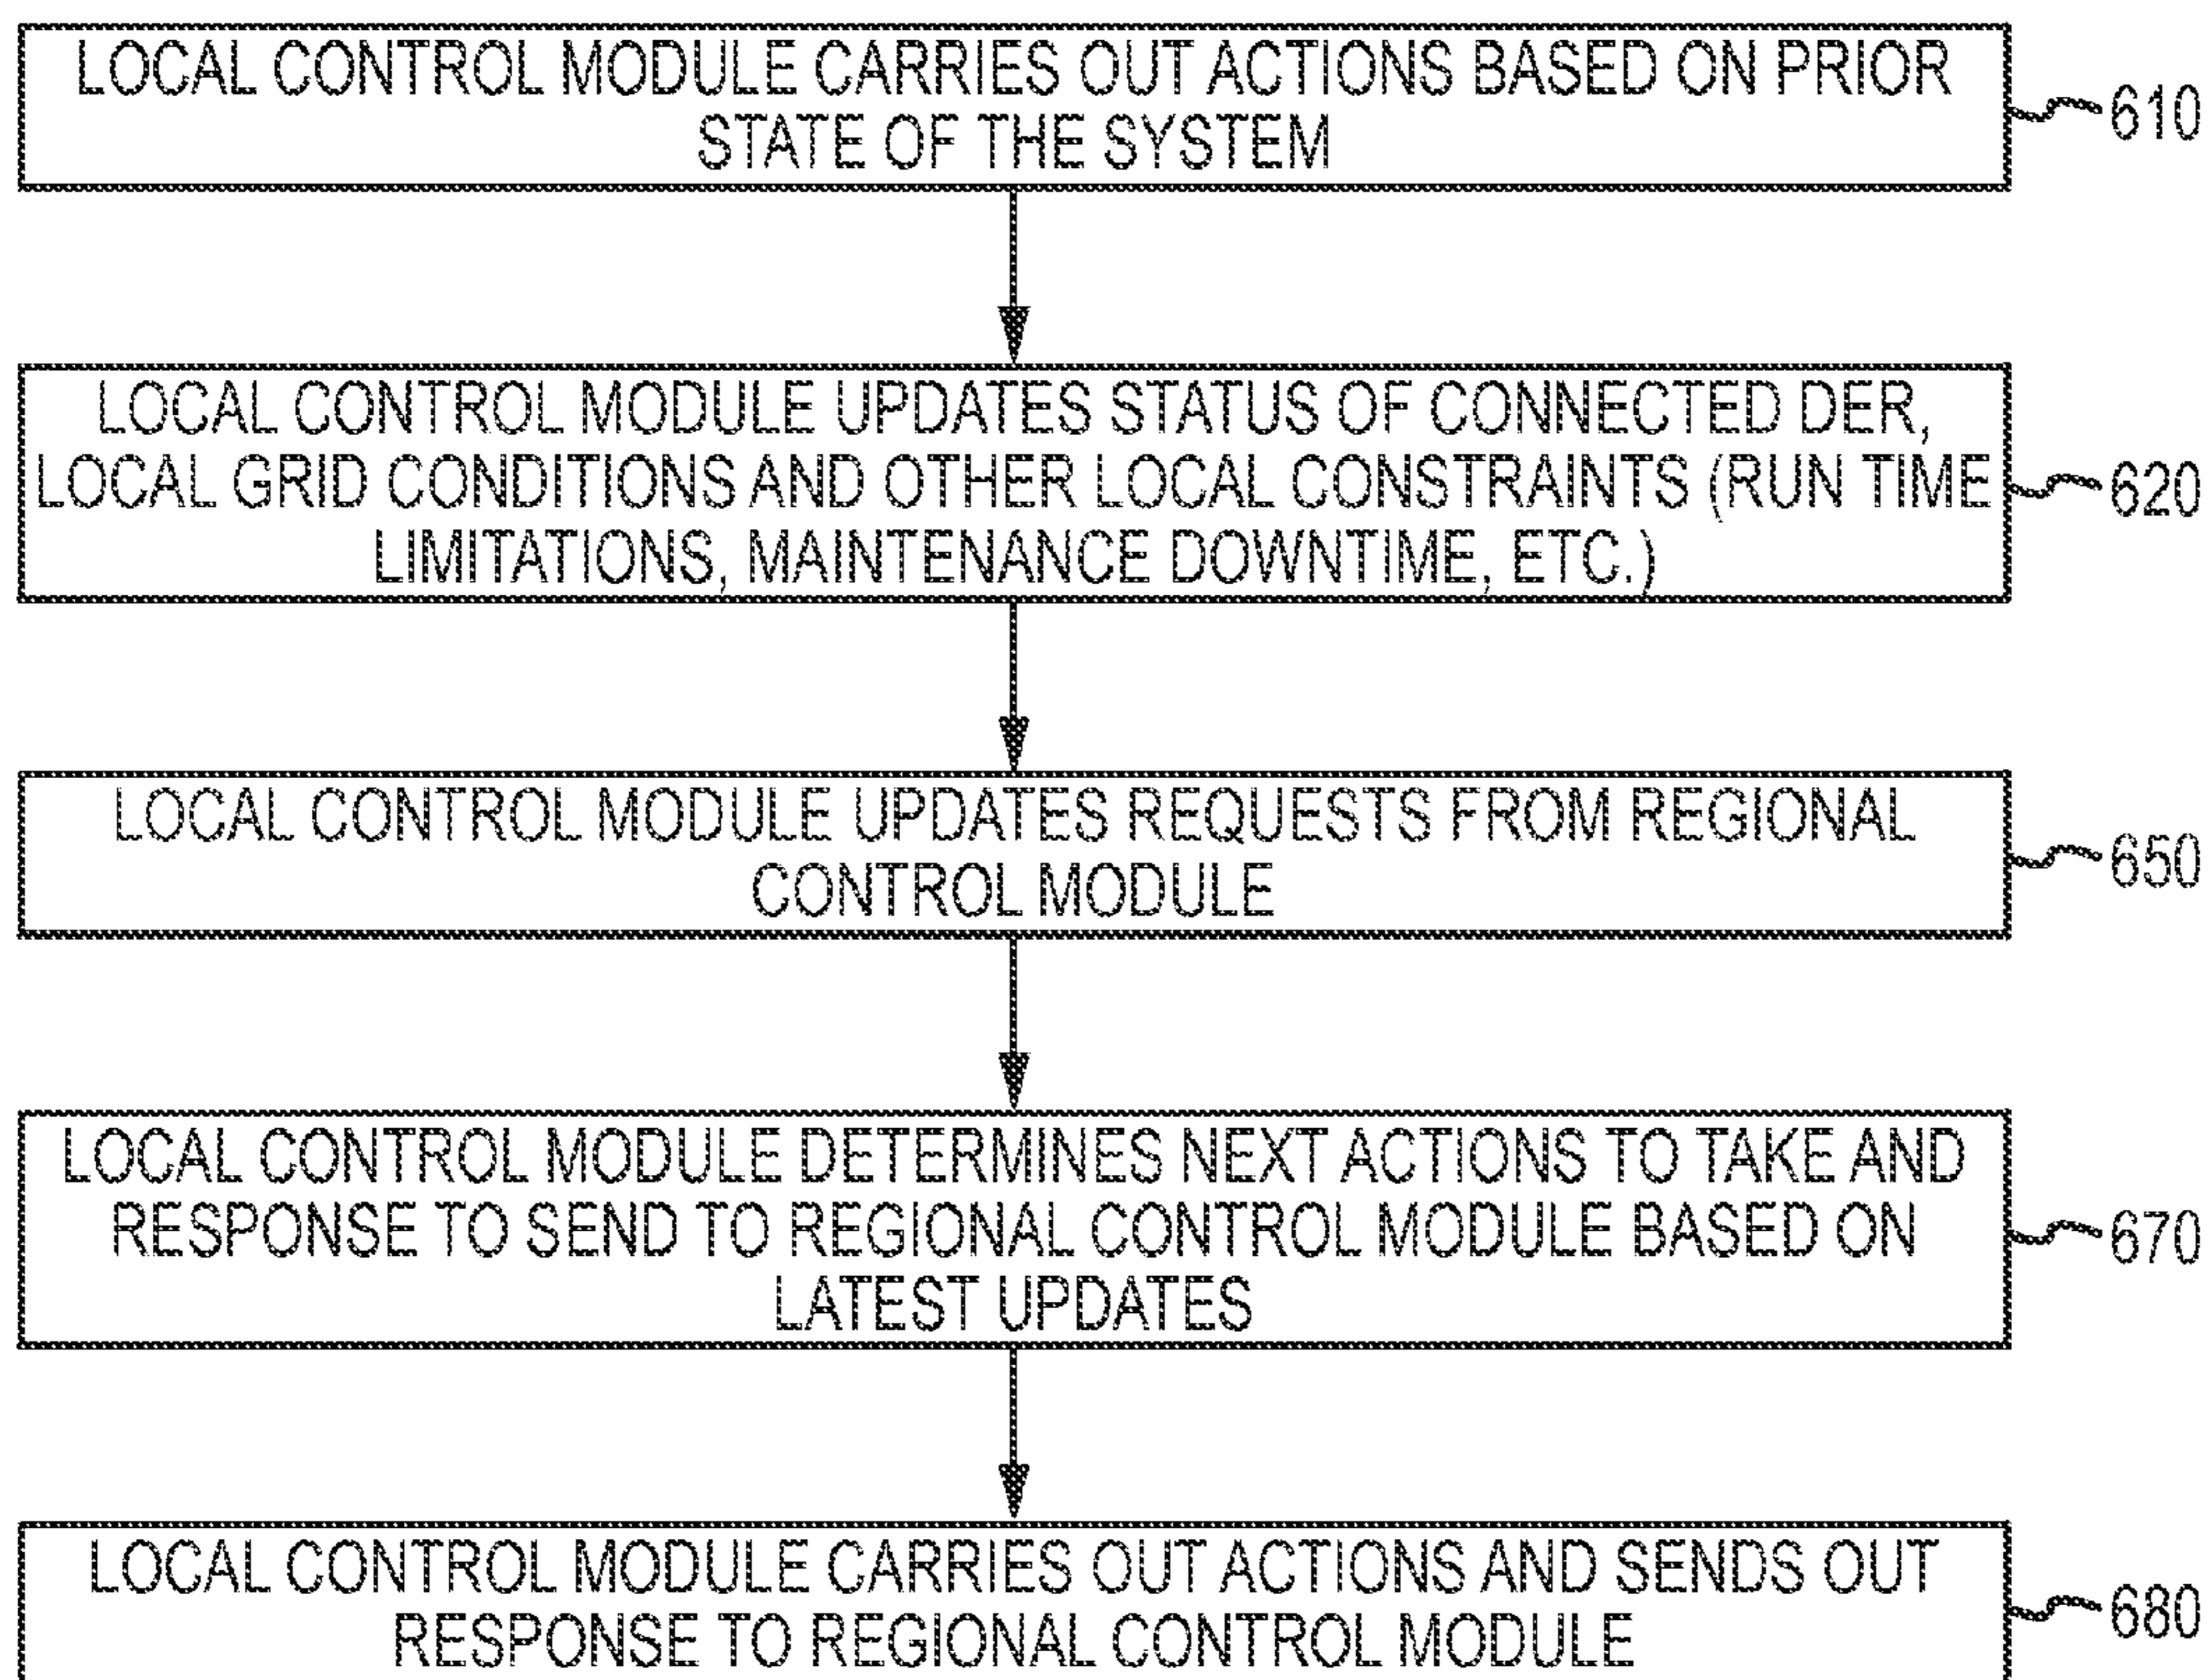 LOCAL CONTROL MODULE CARRIES OUT ACTIONS BASED ON PRIOR
STATE OF THE SYSTEM
610
LOCAL CONTROL MODULE UPDATES STATUS OF CONNECTED DER,
LOCAL GRID CONDITIONS AND OTHER LOCAL CONSTRAINTS (RUN TIME
LIMITATIONS, MAINTENANCE DOWNTIME, ETC.)
620
LOCAL CONTROL MODULE UPDATES REQUESTS FROM REGIONAL
CONTROL MODULE
650
LOCAL CONTROL MODULE DETERMINES NEXT ACTIONS TO TAKE AND
RESPONSE TO SEND TO REGIONAL CONTROL MODULE BASED ON
LATEST UPDATES
670
LOCAL CONTROL MODULE CARRIES OUT ACTIONS AND SENDS OUT
RESPONSE TO REGIONAL CONTROL MODULE
680